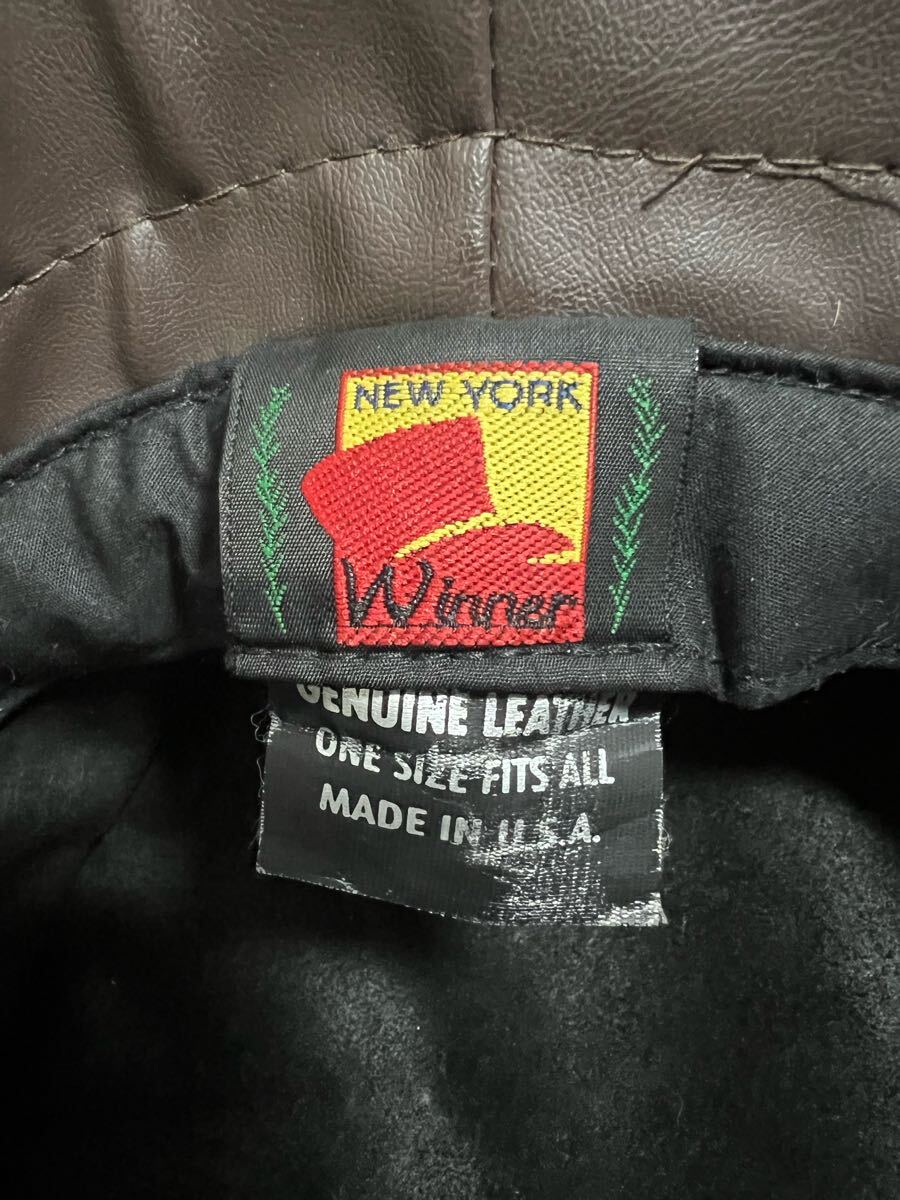 NEW YORK
Winner
GENUINE LEATHER
ONE SIZE FITS ALL
MADE IN U.S.A.